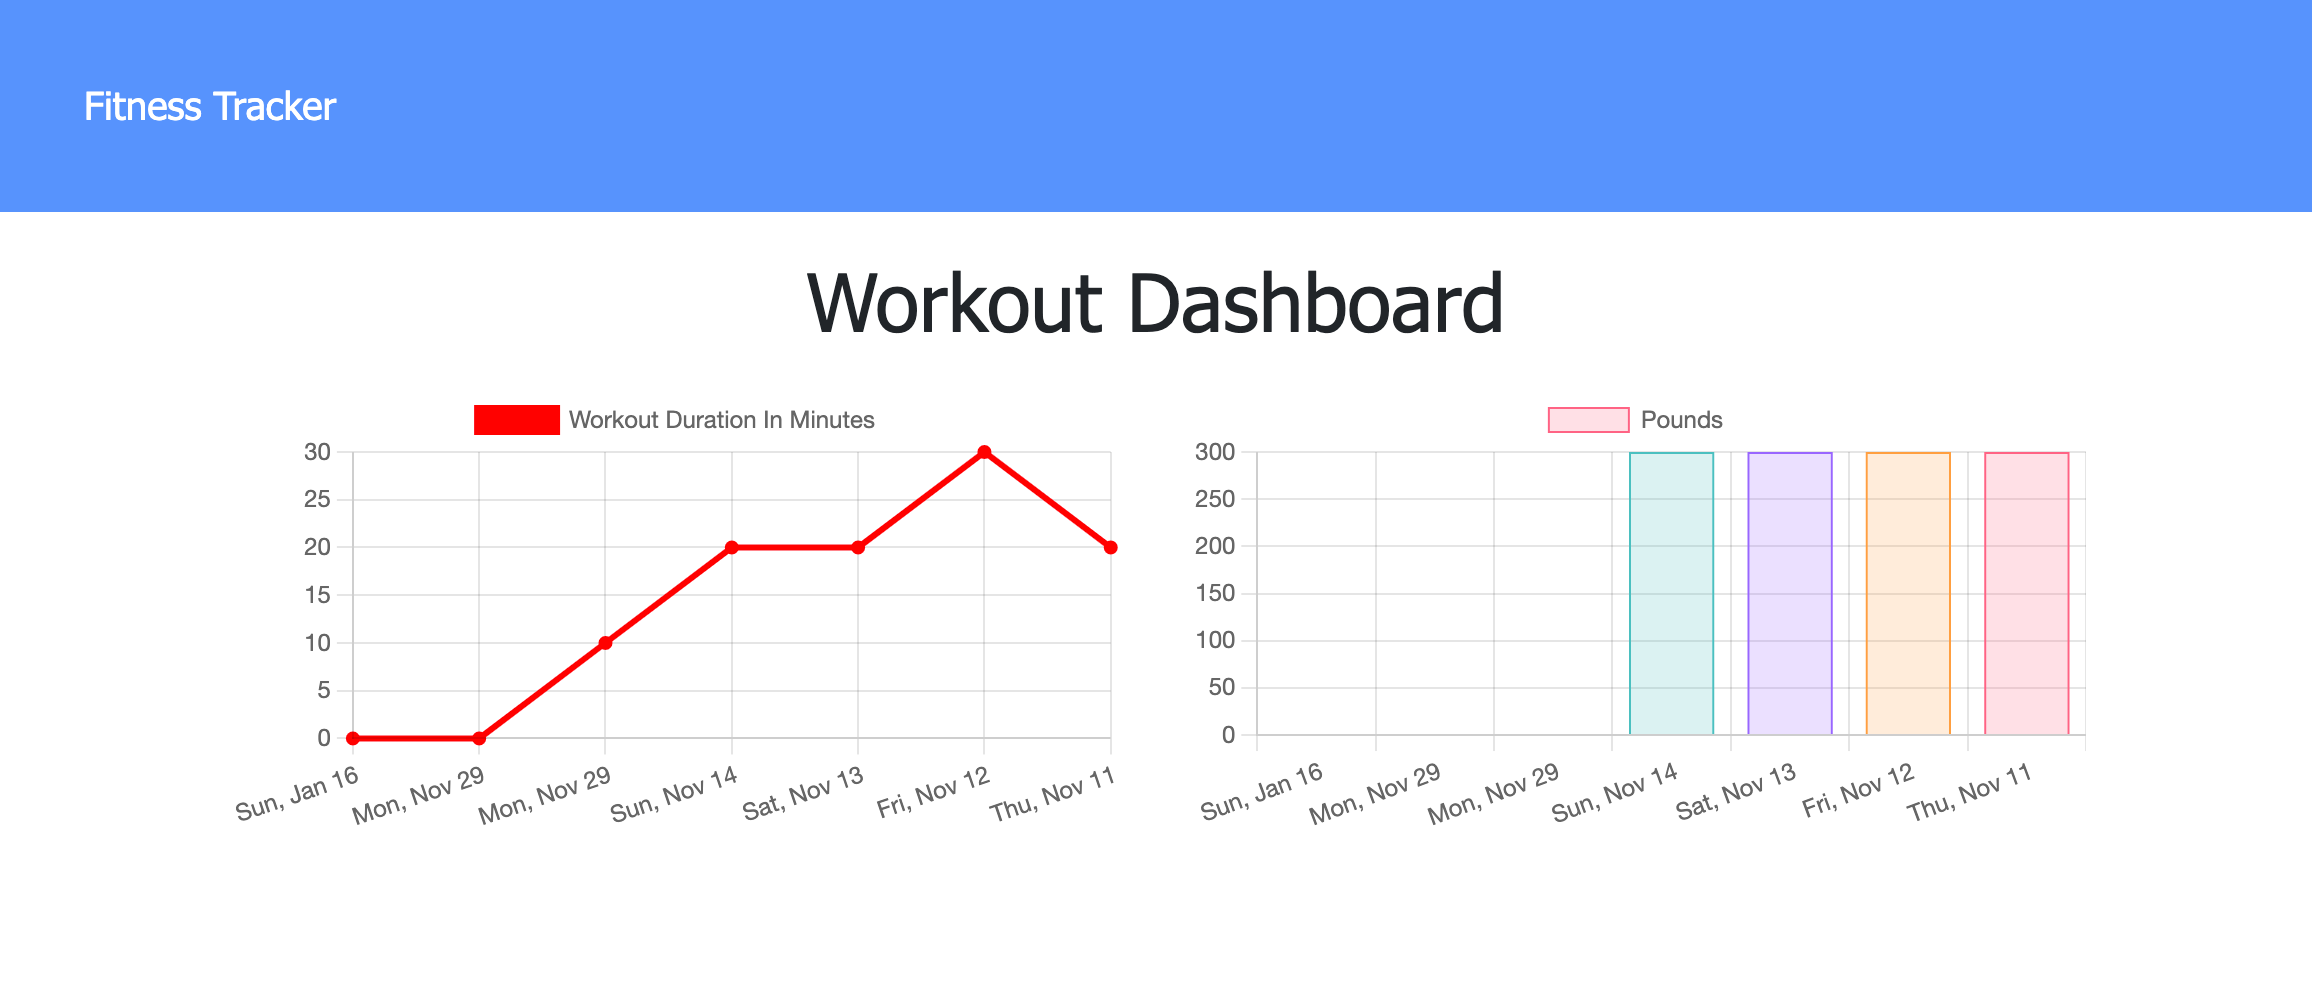 Fitness Tracker
Workout Dashboard
Workout Duration In Minutes
30
25
20
15
10
5
0
Sun, Jan 16
Mon, Nov 29
Mon, Nov 29
Sun, Nov 14
Sat, Nov 13
Fri, Nov 12
Thu, Nov 11
Pounds
300
250
200
150
100
50
0
Sun, Jan 16
Mon, Nov 29
Mon, Nov 29
Sun, Nov 14
Sat, Nov 13
Fri, Nov 12
Thu, Nov 11